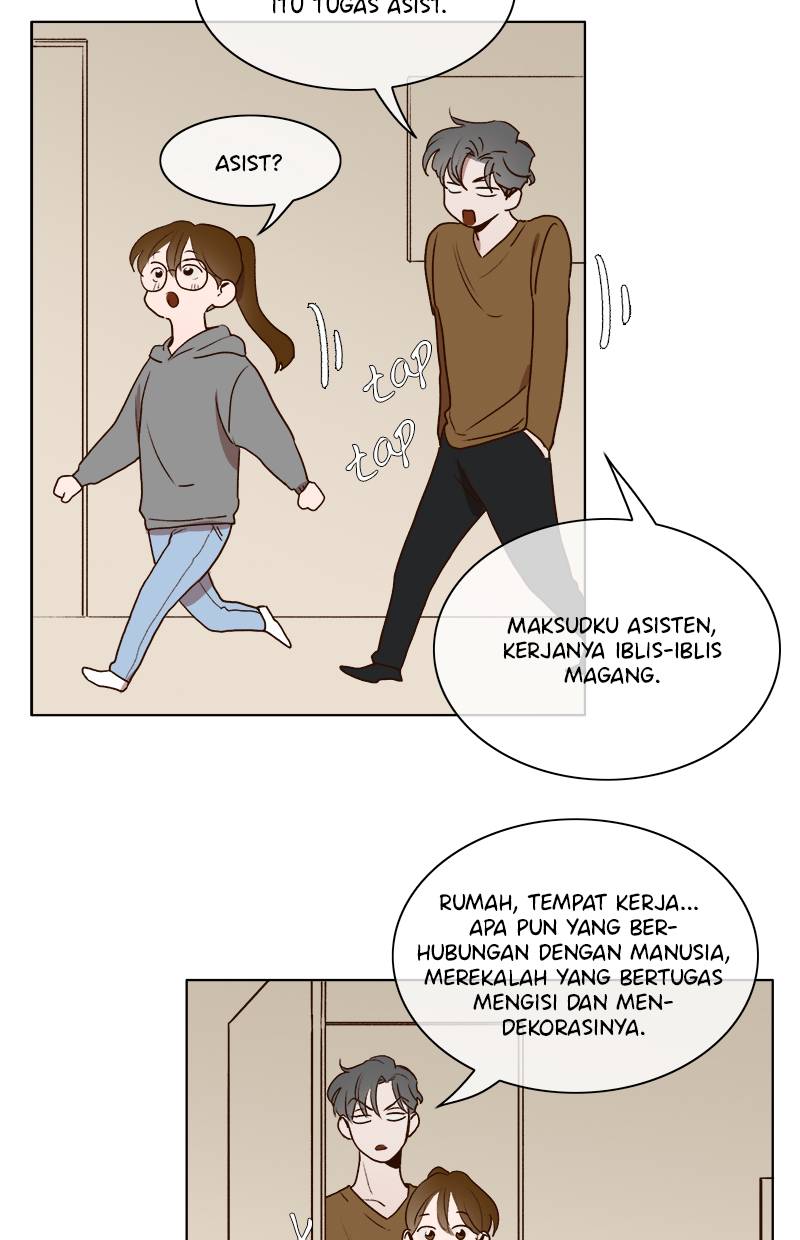 ITU TUGAS ASIST.
ASIST?
tap
tap
MAKSUDKU ASISTEN,
KERJANYA IBLIS-IBLIS
MAGANG.
RUMAH, TEMPAT KERJA...
APA PUN YANG BER-
HUBUNGAN DENGAN MANUSIA,
MEREKALAH YANG BERTUGAS
MENGISI DAN MEN-
DEKORASINYA.